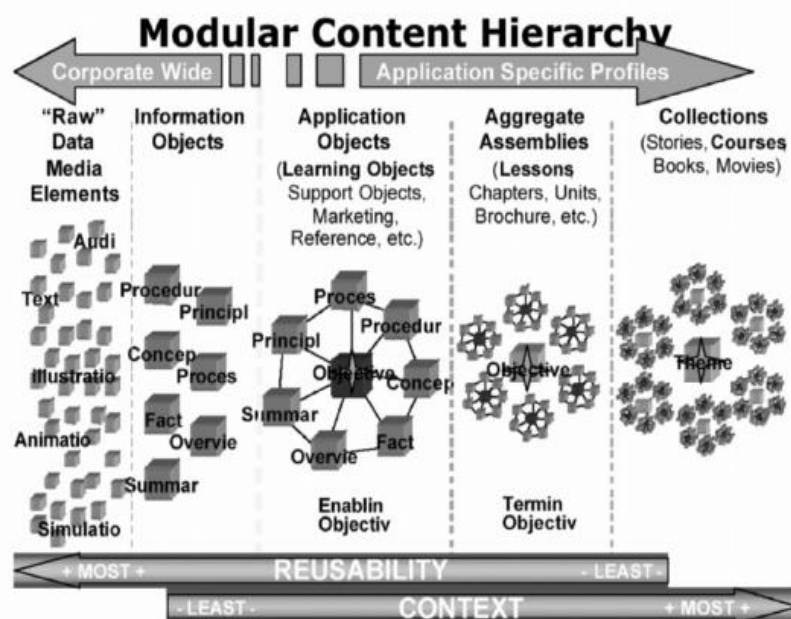 Modular Content Hierarchy
Corporate Wide
Application Specific Profiles
“Raw”
Data
Media
Elements
Information
Objects
Application
Objects
(Learning Objects
Support Objects,
Marketing,
Reference, etc.)
Aggregate
Assemblies
(Lessons
Chapters, Units,
Brochure, etc.)
Collections
(Stories, Courses
Books, Movies)
Audi
Text
Illustratio
Animatio
Simulatio
Procedur
Principl
Concep
Proces
Fact
Overvie
Summar
Proces
Procedur
Principl
Objective
Concep
Summar
Overvie
Fact
Enablin
Objectiv
Objective
Termin
Objectiv
Theme
+ MOST +
REUSABILITY
- LEAST -
- LEAST -
CONTEXT
+ MOST +